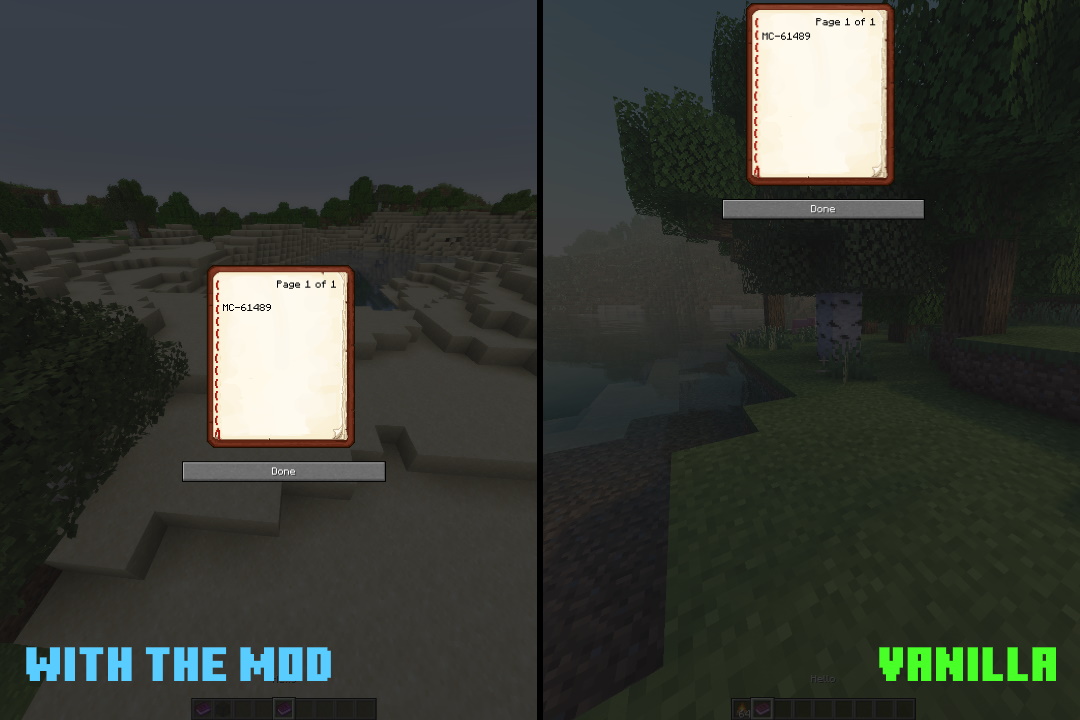 Page 1 of 1
MC-61489
Done
WITH THE MOD
Page 1 of 1
MC-61489
Done
Hello
VANILLA